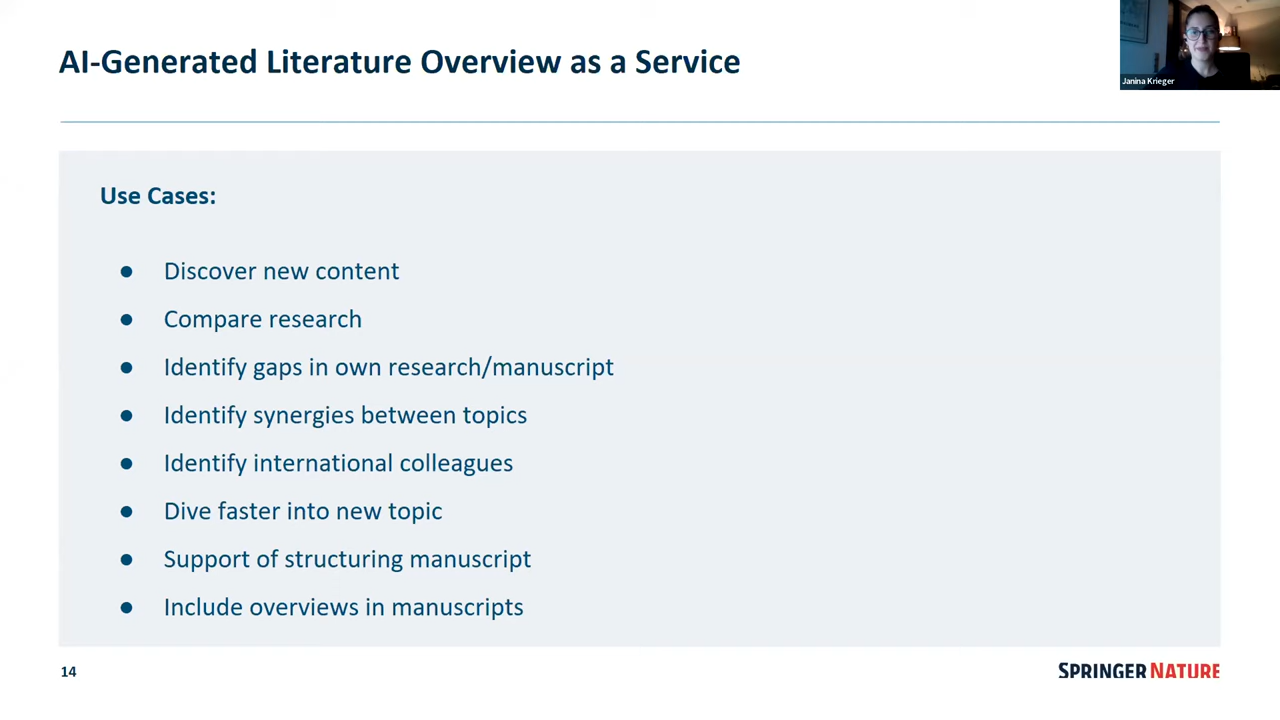 AI-Generated Literature Overview as a Service
Janina Krieger
Use Cases:
● Discover new content
● Compare research
● Identify gaps in own research/manuscript
● Identify synergies between topics
● Identify international colleagues
● Dive faster into new topic
● Support of structuring manuscript
● Include overviews in manuscripts
14
SPRINGER NATURE